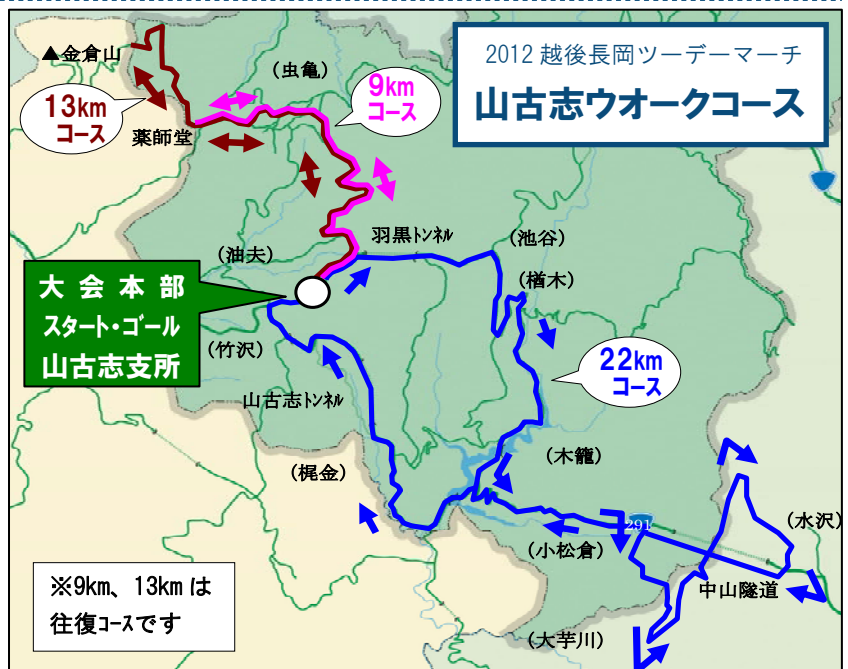 2012 越後長岡ツーデーマーチ
山古志ウオークコース
▲金倉山
(虫亀)
13km
コース
9km
コース
薬師堂
羽黒トンネル
(池谷)
(油夫)
(楢木)
大会本部
スタート・ゴール
山古志支所
(竹沢)
22km
コース
山古志トンネル
(木籠)
(梶金)
291
(水沢)
(小松倉)
中山隧道
(大芋川)
※9km、13kmは
往復コースです